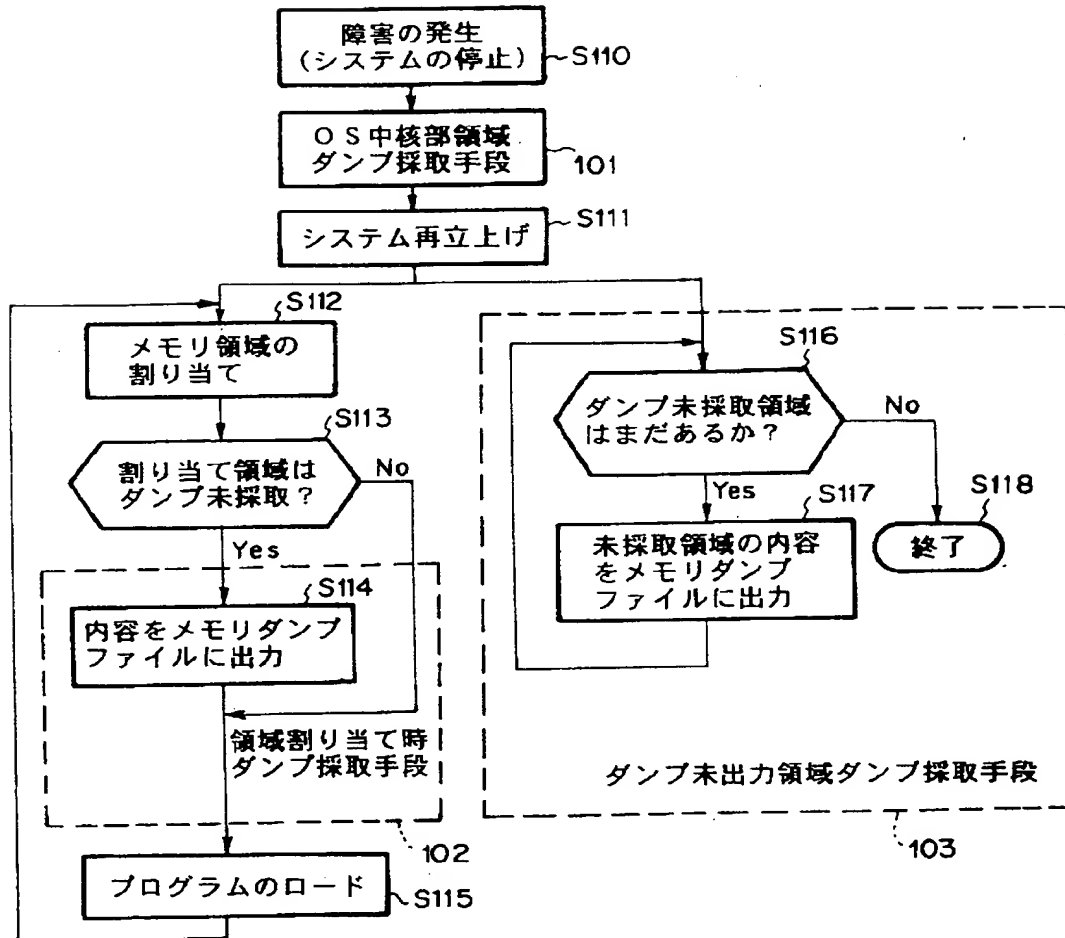 障害の発生
(システムの停止)
S110
OS中核部領域
ダンプ採取手段
101
S111
システム再立上げ
S112
メモリ領域の
割り当て
S113
割り当て領域は
ダンプ未採取?
No
Yes
S114
内容をメモリダンプ
ファイルに出力
領域割り当て時
ダンプ採取手段
102
プログラムのロード
S115
S116
ダンプ未採取領域
はまだあるか?
No
Yes
S117
未採取領域の内容
をメモリダンプ
ファイルに出力
S118
終了
ダンプ未出力領域ダンプ採取手段
103